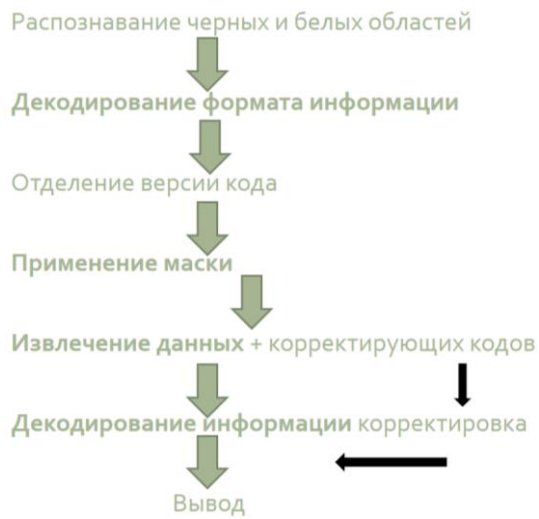 Распознавание черных и белых областей
Декодирование формата информации
Отделение версии кода
Применение маски
Извлечение данных + корректирующих кодов
Декодирование информации корректировка
Вывод